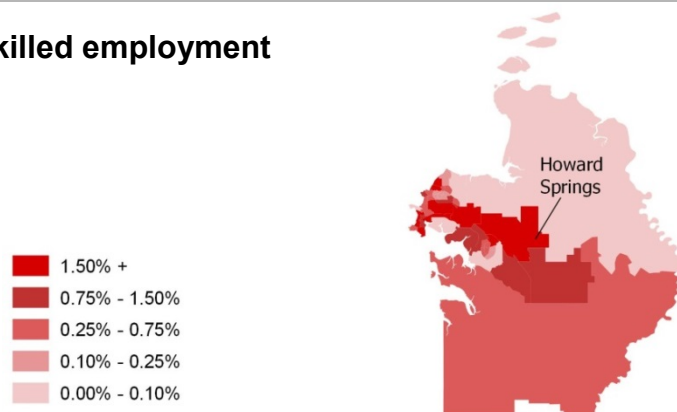 killed employment
Howard
Springs
1.50% +
0.75% - 1.50%
0.25% - 0.75%
0.10% - 0.25%
0.00% - 0.10%